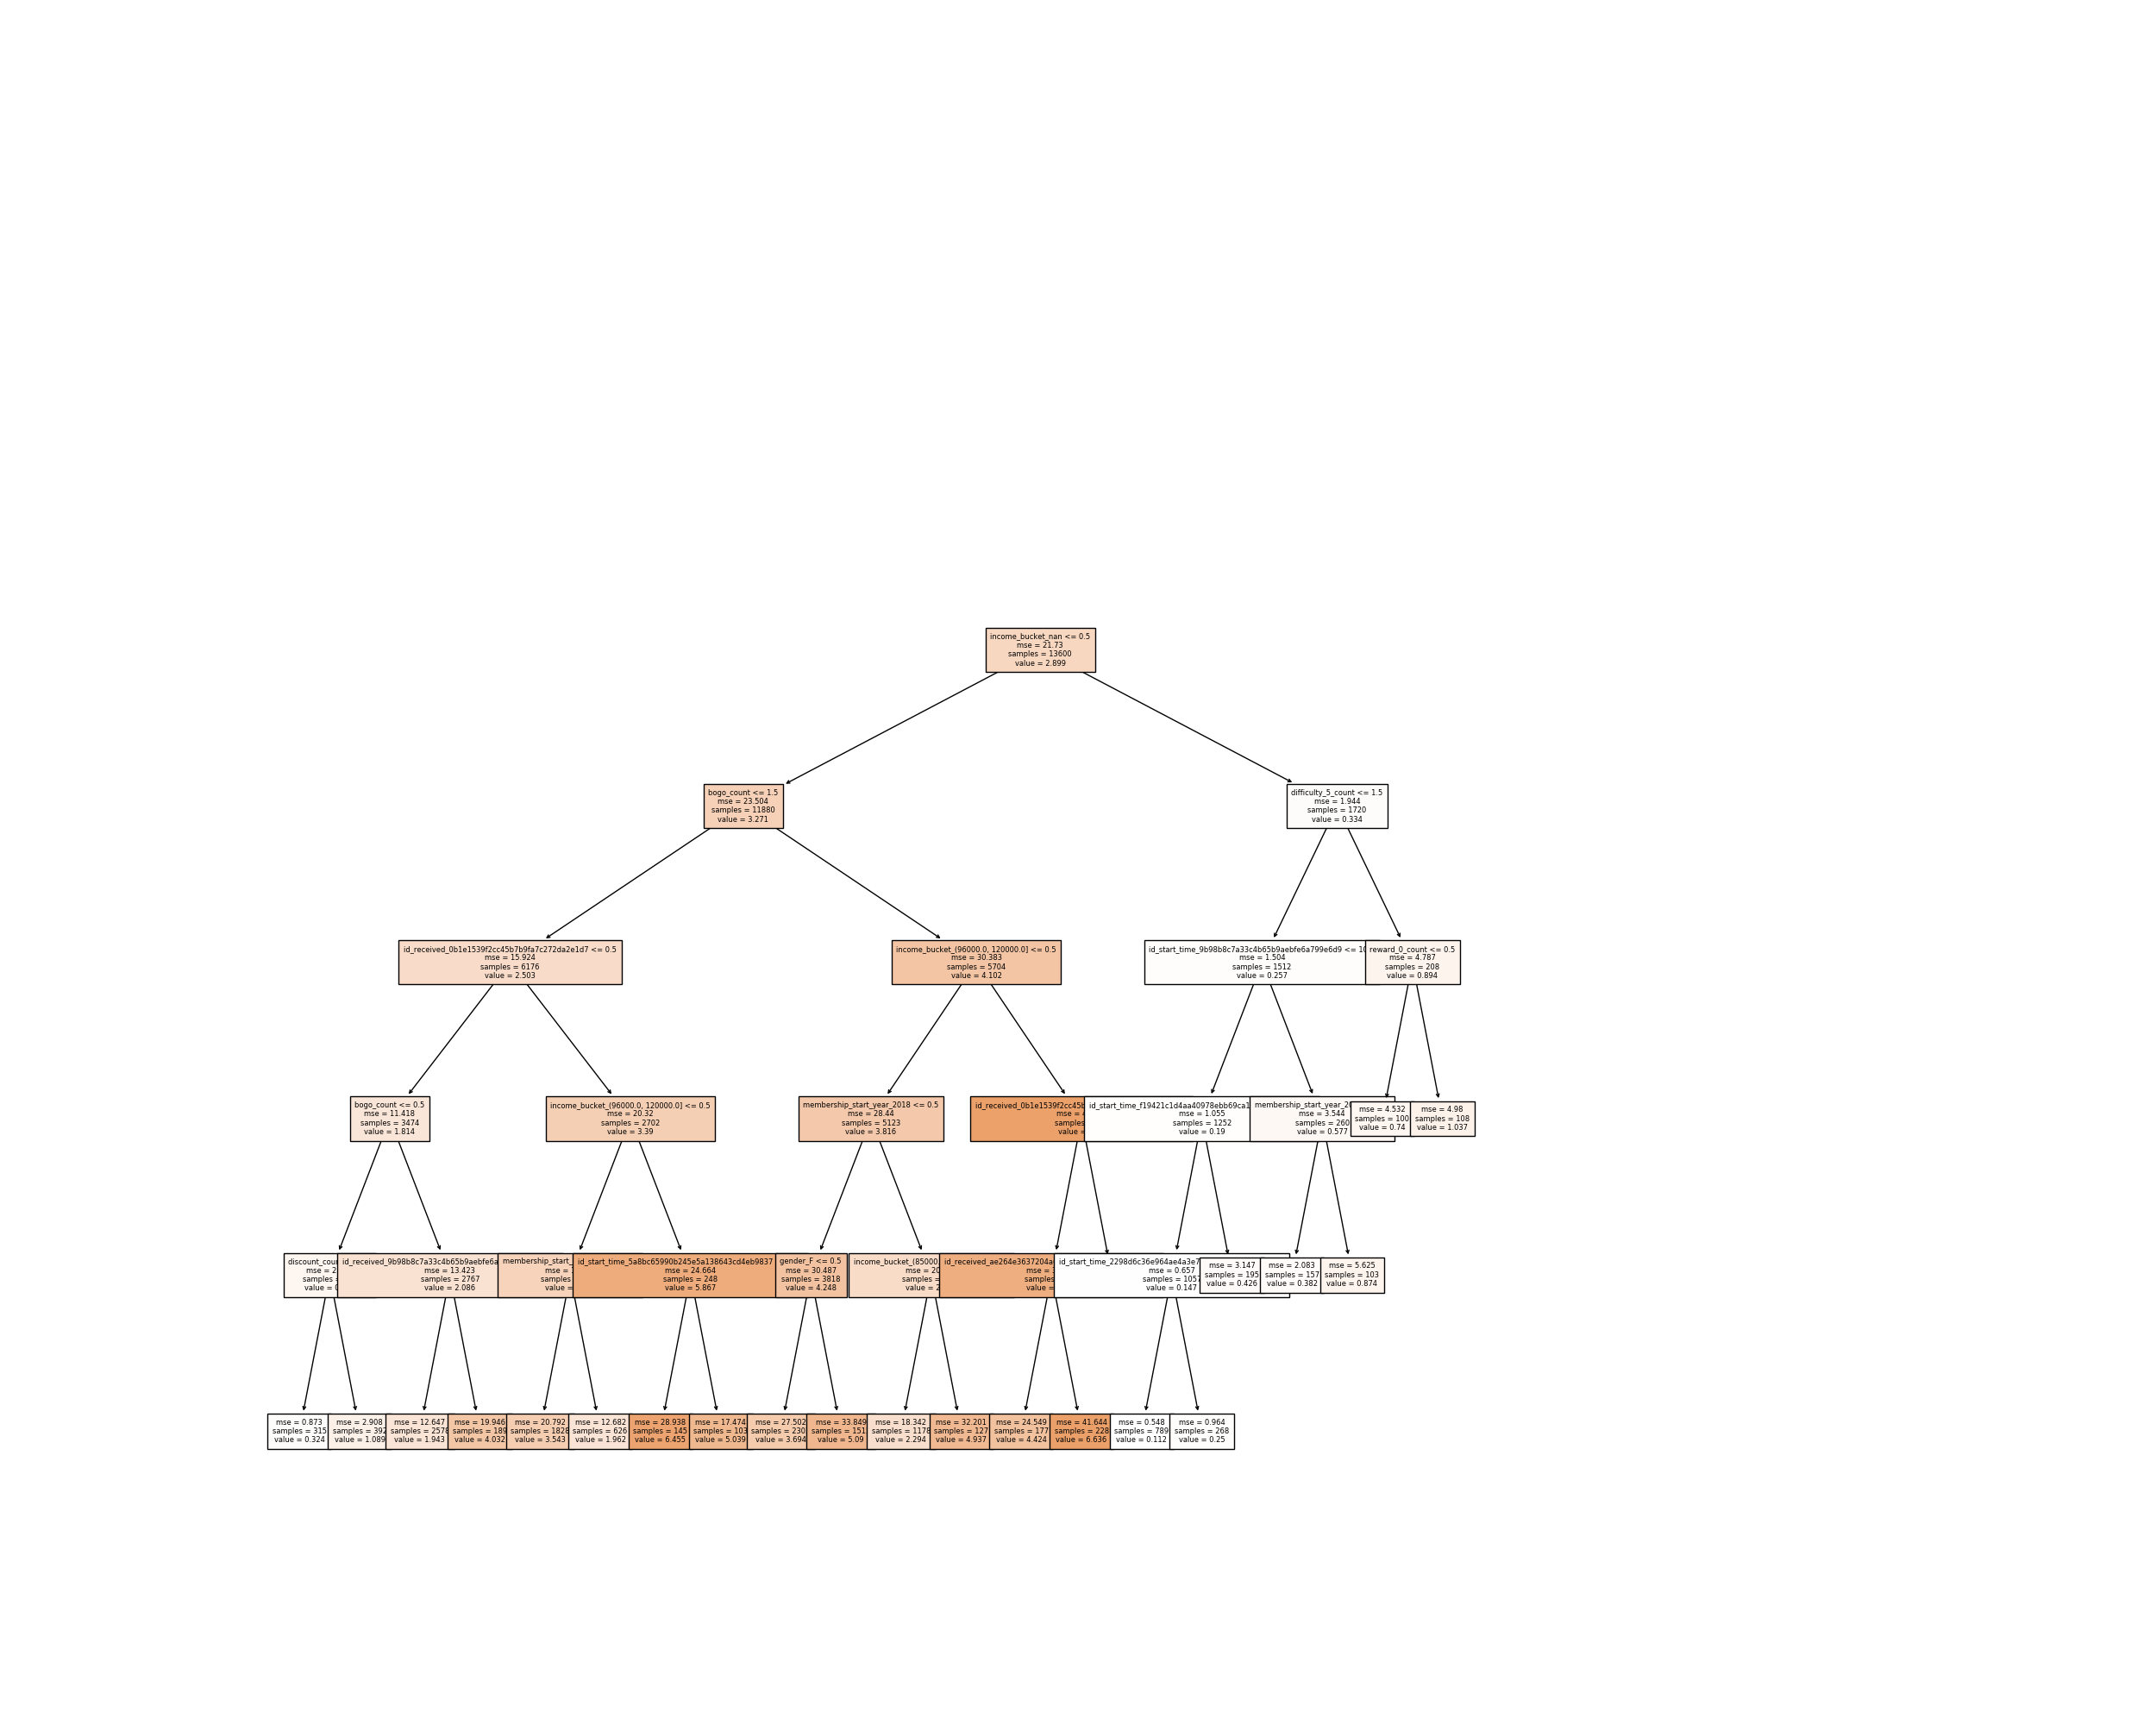 income_bucket_nan <= 0.5
mse = 21.73
samples = 13600
value = 2.899
bogo_count <= 1.5
mse = 23.504
samples = 11880
value = 3.271
difficulty_5_count <= 1.5
mse = 1.944
samples = 1720
value = 0.334
id_received_0b1e1539f2cc45b7b9fa7c272da2e1d7 <= 0.5
mse = 15.924
samples = 6176
value = 2.503
income_bucket_(96000.0, 120000.0] <= 0.5
mse = 30.383
samples = 5704
value = 4.102
id_start_time_9b98b8c7a33c4b65b9aebfe6a799e6d9 <=
mse = 1.504
samples = 1512
value = 0.257
reward_0_count <= 0.5
mse = 4.787
samples = 208
value = 0.894
bogo_count <= 0.5
mse = 11.418
samples = 3474
value = 1.814
income_bucket_(96000.0, 120000.0] <= 0.5
mse = 20.32
samples = 2702
value = 3.39
membership_start_year_2018 <= 0.5
mse = 28.44
samples = 5123
value = 3.816
id_received_0b1e1539f2cc45b
mse =
samples
value =
id_start_time_f19421c1d4aa40978ebb69ca1
mse = 1.055
samples = 1252
value = 0.19
membership_start_year_2
mse = 3.544
samples = 260
value = 0.577
mse = 4.532
samples = 100
value = 0.74
mse = 4.98
samples = 108
value = 1.037
discount_cou
mse = 2
samples =
value =
id_received_9b98b8c7a33c4b65b9aebfe6a
mse = 13.423
samples = 2767
value = 2.086
membership_start_
mse =
samples
value =
id_start_time_5a8bc65990b245e5a138643cd4eb9837
mse = 24.664
samples = 248
value = 5.867
gender_F <= 0.5
mse = 30.487
samples = 3818
value = 4.248
income_bucket_(85000.
mse = 20
samples =
value = 2
id_received_ae264e3637204a
mse =
samples
value =
id_start_time_2298d6c36e964ae4a3e7
mse = 0.657
samples = 1057
value = 0.147
mse = 3.147
samples = 195
value = 0.426
mse = 2.083
samples = 157
value = 0.382
mse = 5.625
samples = 103
value = 0.874
mse = 0.873
samples = 315
value = 0.324
mse = 2.908
samples = 392
value = 1.089
mse = 12.647
samples = 2578
value = 1.943
mse = 19.946
samples = 189
value = 4.032
mse = 20.792
samples = 1828
value = 3.543
mse = 12.682
samples = 626
value = 1.962
mse = 28.938
samples = 145
value = 6.455
mse = 17.474
samples = 103
value = 5.039
mse = 27.502
samples = 230
value = 3.694
mse = 33.849
samples = 151
value = 5.09
mse = 18.342
samples = 1178
value = 2.294
mse = 32.201
samples = 127
value = 4.937
mse = 24.549
samples = 177
value = 4.424
mse = 41.644
samples = 228
value = 6.636
mse = 0.548
samples = 789
value = 0.112
mse = 0.964
samples = 268
value = 0.25